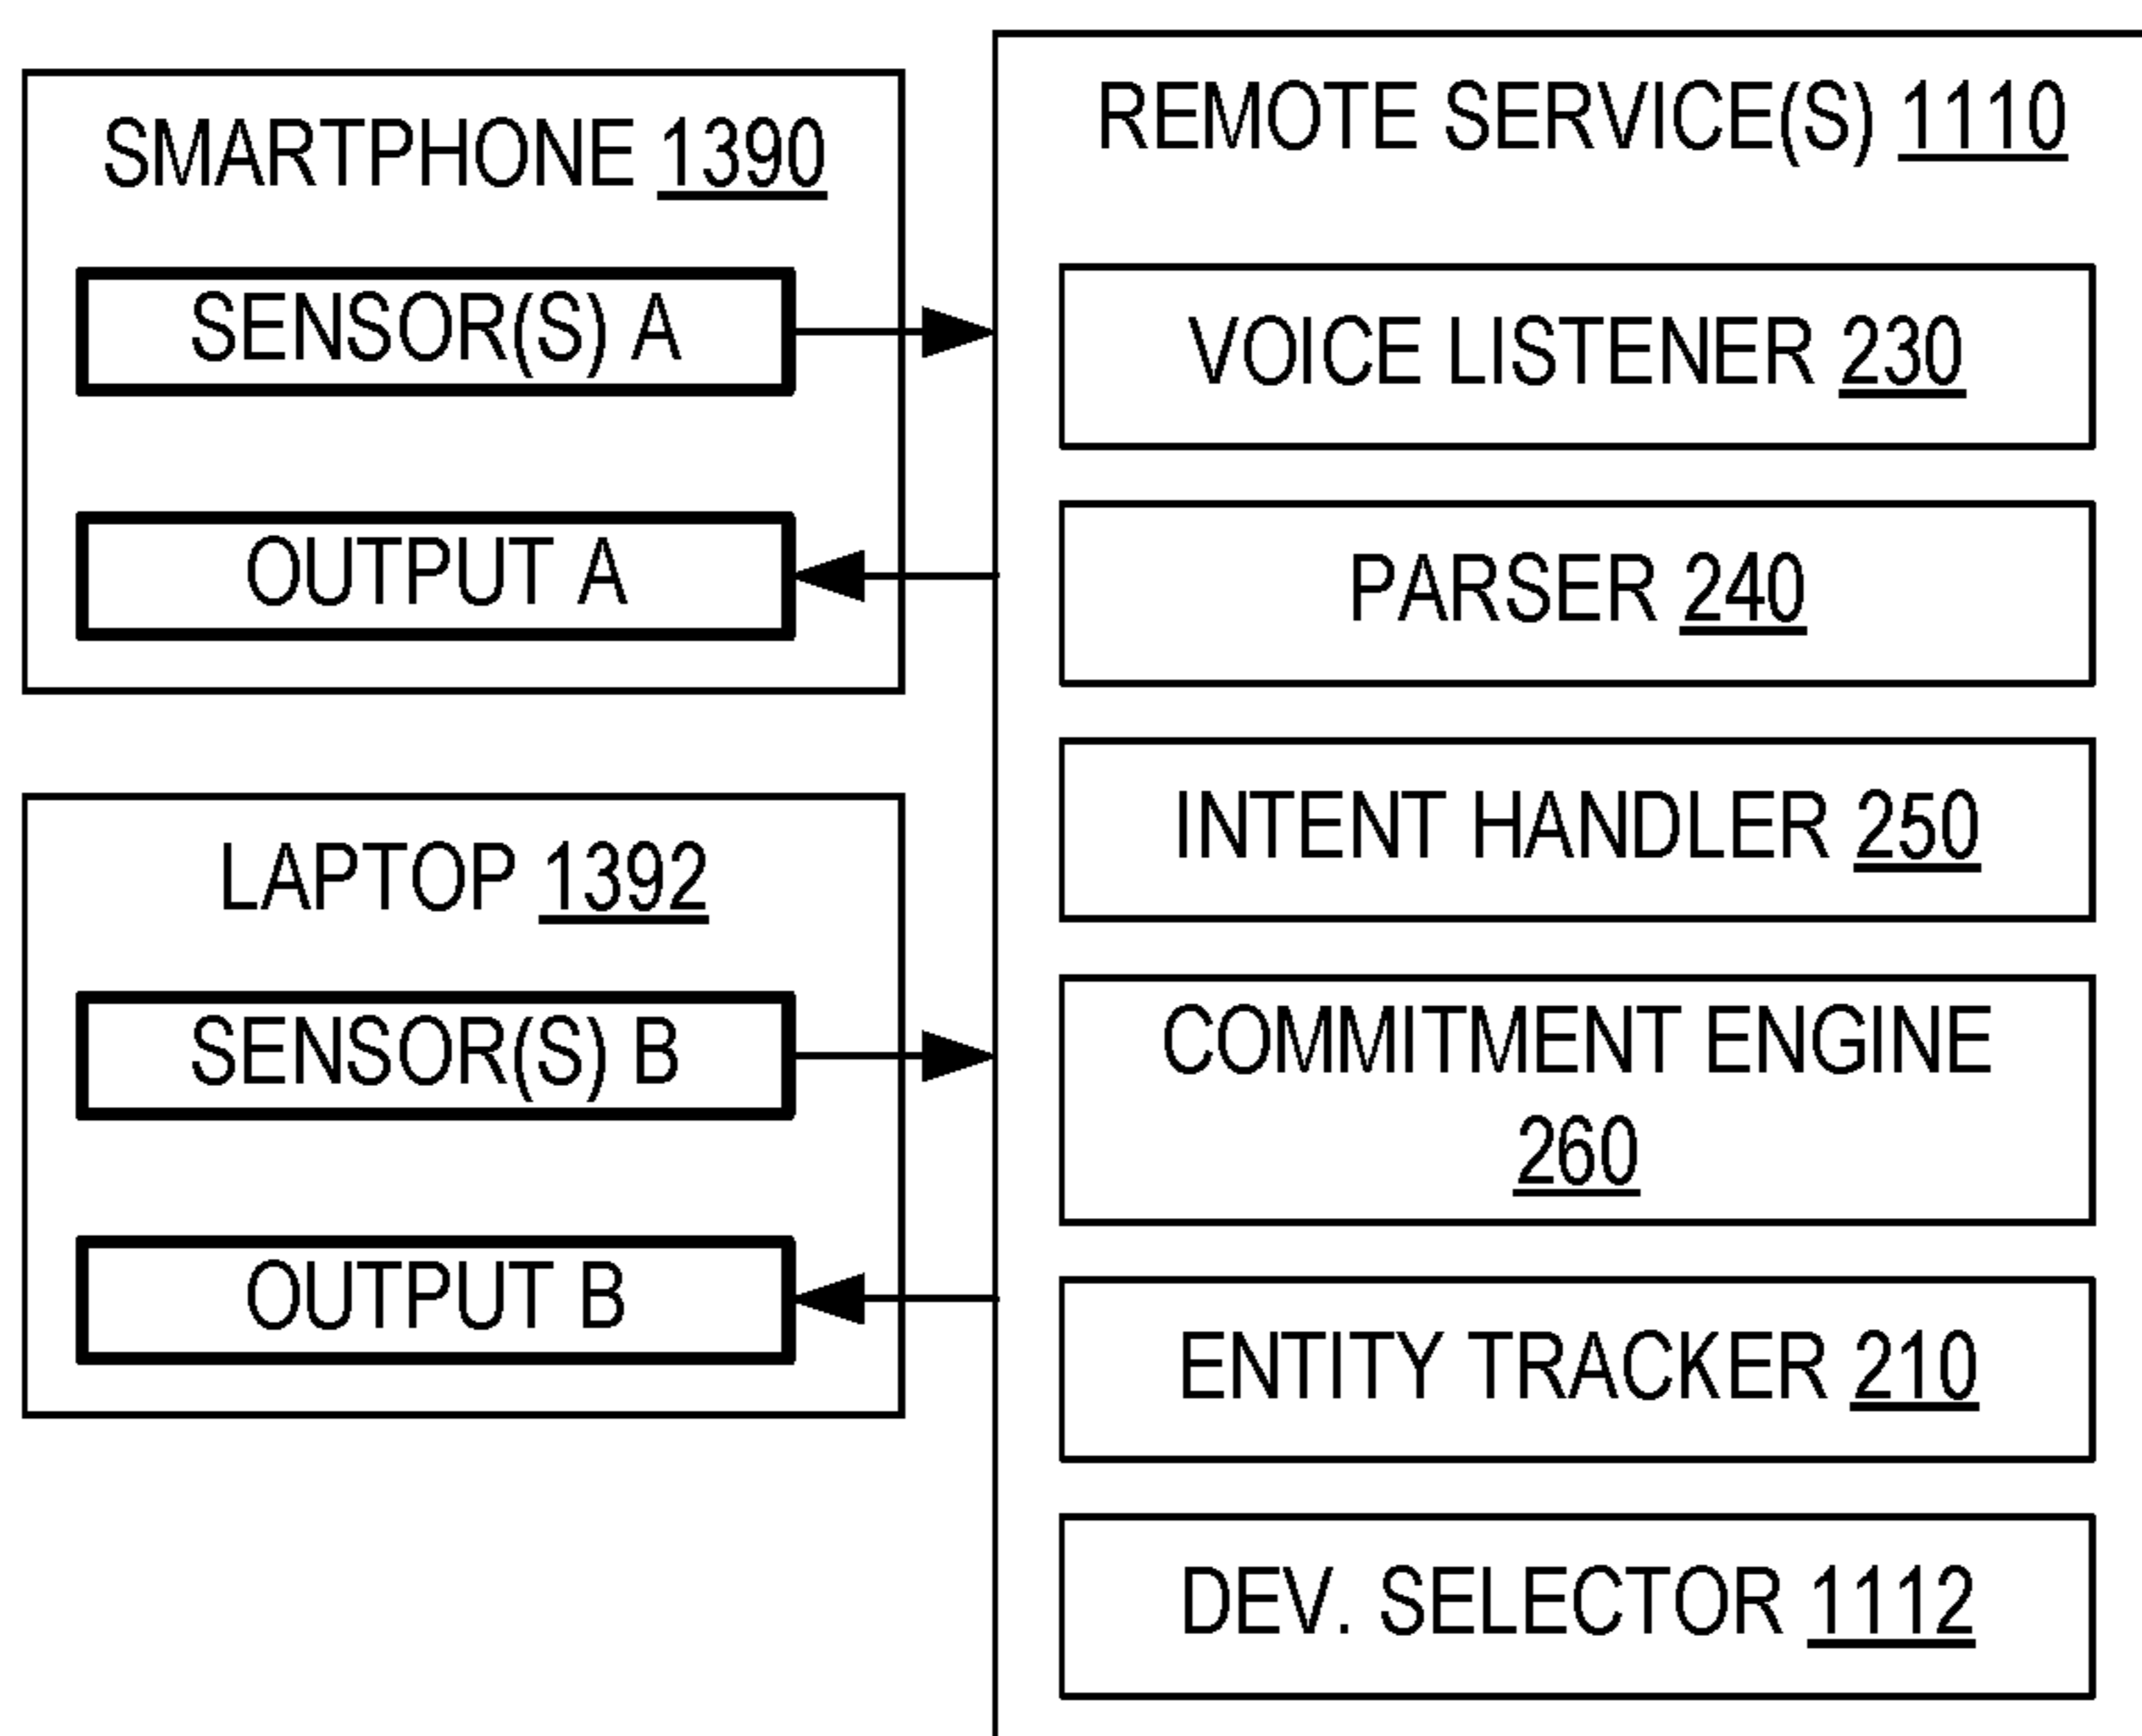 SMARTPHONE 1390
SENSOR(S) A
OUTPUT A
LAPTOP 1392
SENSOR(S) B
OUTPUT B
REMOTE SERVICE(S) 1110
VOICE LISTENER 230
PARSER 240
INTENT HANDLER 250
COMMITMENT ENGINE
260
ENTITY TRACKER 210
DEV. SELECTOR 1112